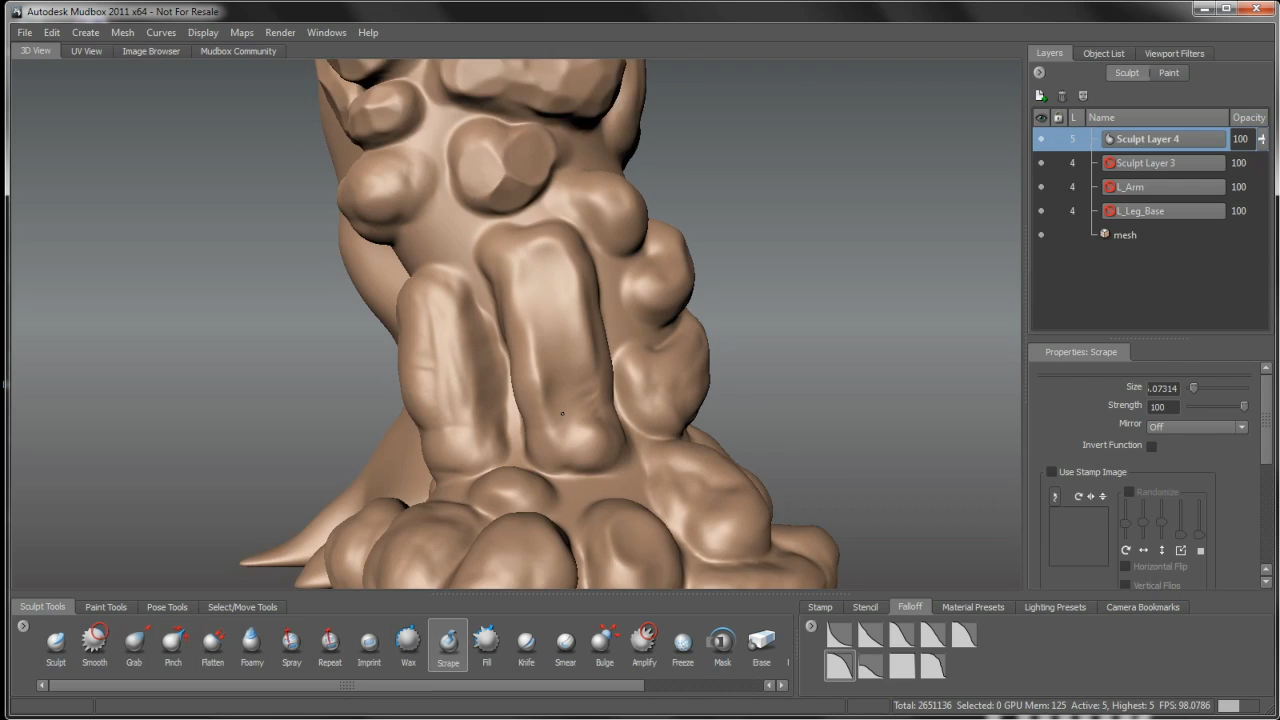 Autodesk Mudbox 2011 x64 - Not For Resale
File Edit Create Mesh Curves Display Maps Render Windows Help
3D View UV View Image Browser Mudbox Community
Layers Object List Viewport Filters
Sculpt Paint
L Name Opacity
5 Sculpt Layer 4 100
4 Sculpt Layer 3 100
4 L_Arm 100
4 L_Leg_Base 100
mesh
Properties: Scrape
Size 5.07314
Strength 100
Mirror Off
Invert Function
Use Stamp Image
Randomize
Horizontal Flip
Vertical Flips
Sculpt Tools Paint Tools Pose Tools Select/Move Tools
Stamp Stencil Falloff Material Presets Lighting Presets Camera Bookmarks
Sculpt Smooth Grab Pinch Flatten Foamy Spray Repeat Imprint Wax Scrape Fill Knife Smear Bulge Amplify Freeze Mask Erase
Total: 2651136 Selected: 0 GPU Mem: 125 Active: 5, Highest: 5 FPS: 98.0786